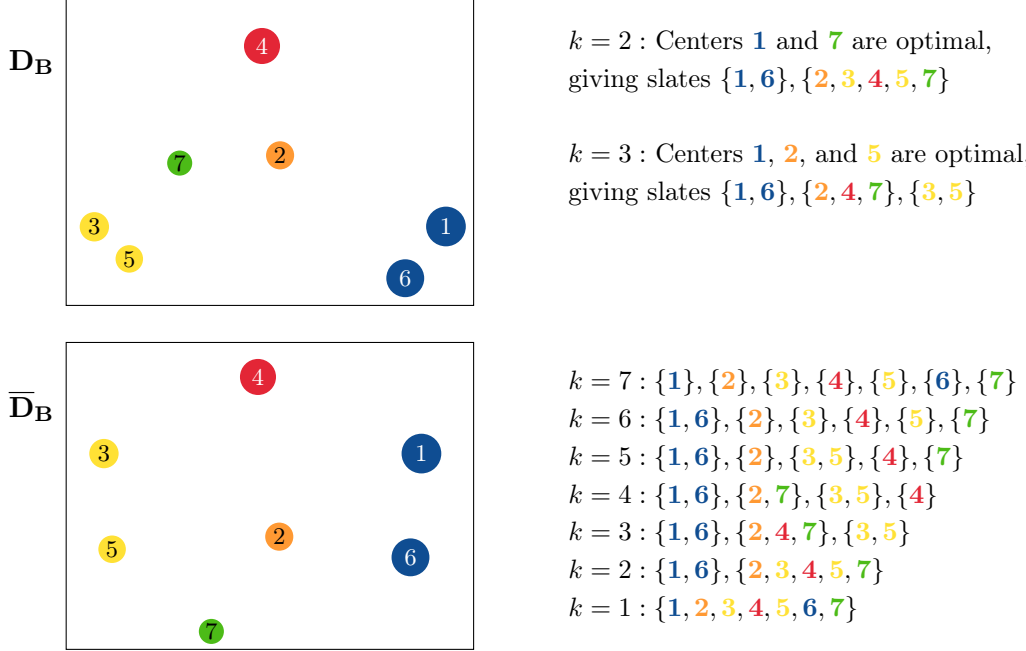 D_B
4
7
2
3
5
1
6
k = 2 : Centers 1 and 7 are optimal,
giving slates {1, 6}, {2, 3, 4, 5, 7}
k = 3 : Centers 1, 2, and 5 are optimal,
giving slates {1, 6}, {2, 4, 7}, {3, 5}
D̅_B
4
3
1
5
2
6
7
k = 7 : {1}, {2}, {3}, {4}, {5}, {6}, {7}
k = 6 : {1, 6}, {2}, {3}, {4}, {5}, {7}
k = 5 : {1, 6}, {2}, {3, 5}, {4}, {7}
k = 4 : {1, 6}, {2, 7}, {3, 5}, {4}
k = 3 : {1, 6}, {2, 4, 7}, {3, 5}
k = 2 : {1, 6}, {2, 3, 4, 5, 7}
k = 1 : {1, 2, 3, 4, 5, 6, 7}